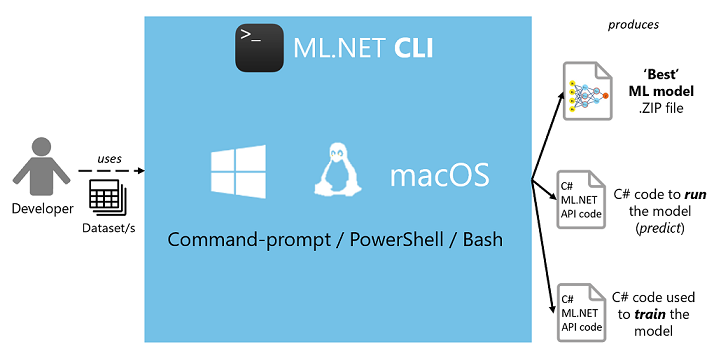 produces
>_ ML.NET CLI
'Best'
ML model
.ZIP file
uses
Developer
Dataset/s
macOS
Command-prompt / PowerShell / Bash
C#
ML.NET
API code
C# code to run
the model
(predict)
C#
ML.NET
API code
C# code used
to train the
model